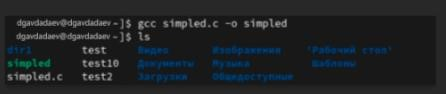 dgavdadaev@dgavdadaev ~]$ gcc simpled.c -o simpled
dgavdadaev@dgavdadaev ~]$ ls
dir1 test Видео Изображения 'Рабочий стол'
simpled test10 Документы Музыка Шаблоны
simpled.c test2 Загрузки Общедоступные